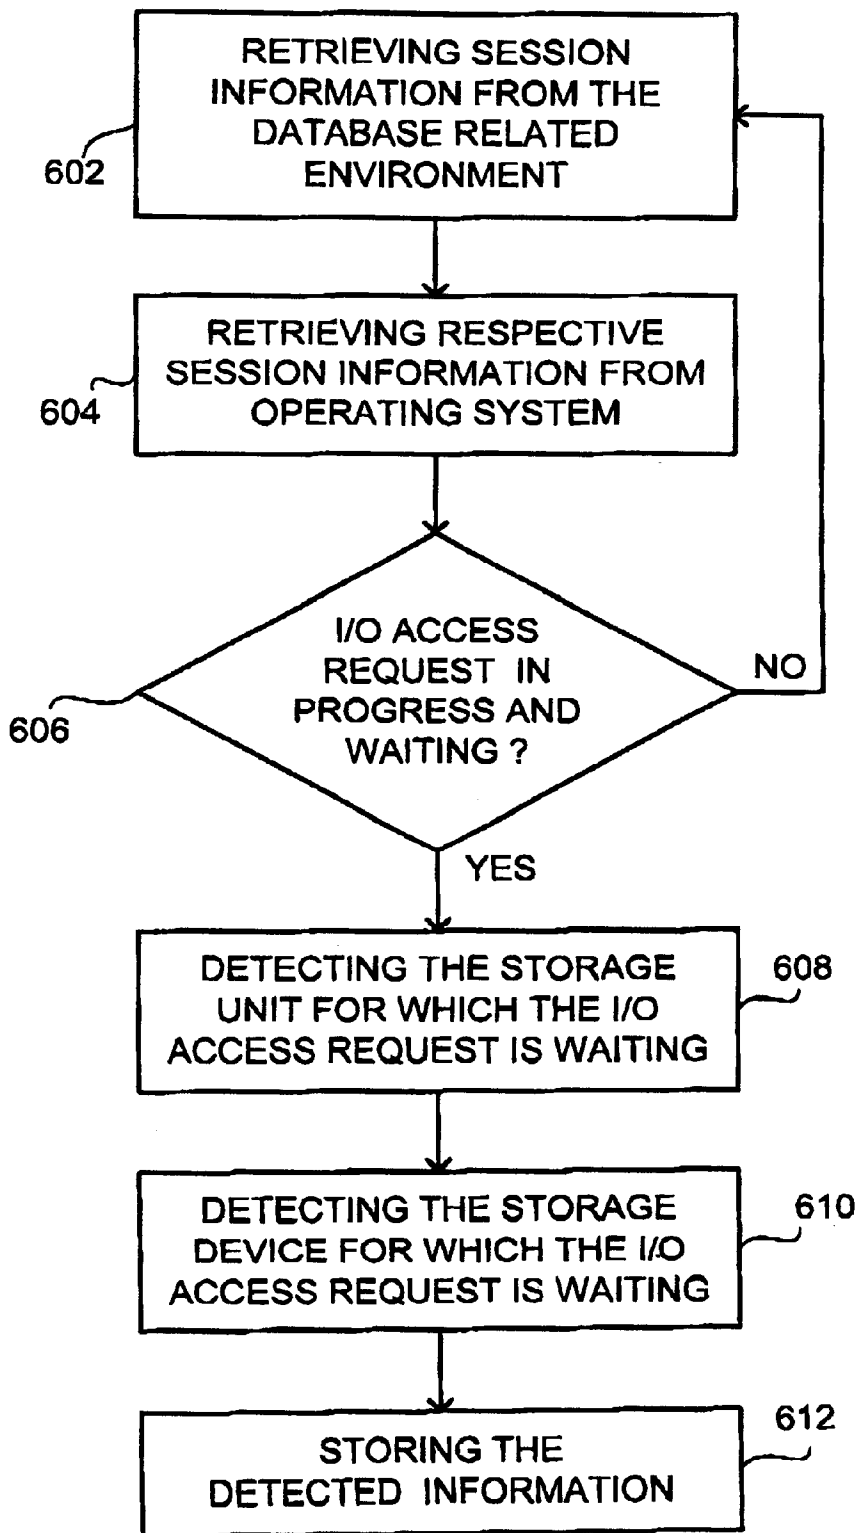 RETRIEVING SESSION
INFORMATION FROM THE
DATABASE RELATED
ENVIRONMENT
602
RETRIEVING RESPECTIVE
SESSION INFORMATION FROM
OPERATING SYSTEM
604
I/O ACCESS
REQUEST IN
PROGRESS AND
WAITING ?
NO
606
YES
DETECTING THE STORAGE
UNIT FOR WHICH THE I/O
ACCESS REQUEST IS WAITING
608
DETECTING THE STORAGE
DEVICE FOR WHICH THE I/O
ACCESS REQUEST IS WAITING
610
STORING THE
DETECTED INFORMATION
612